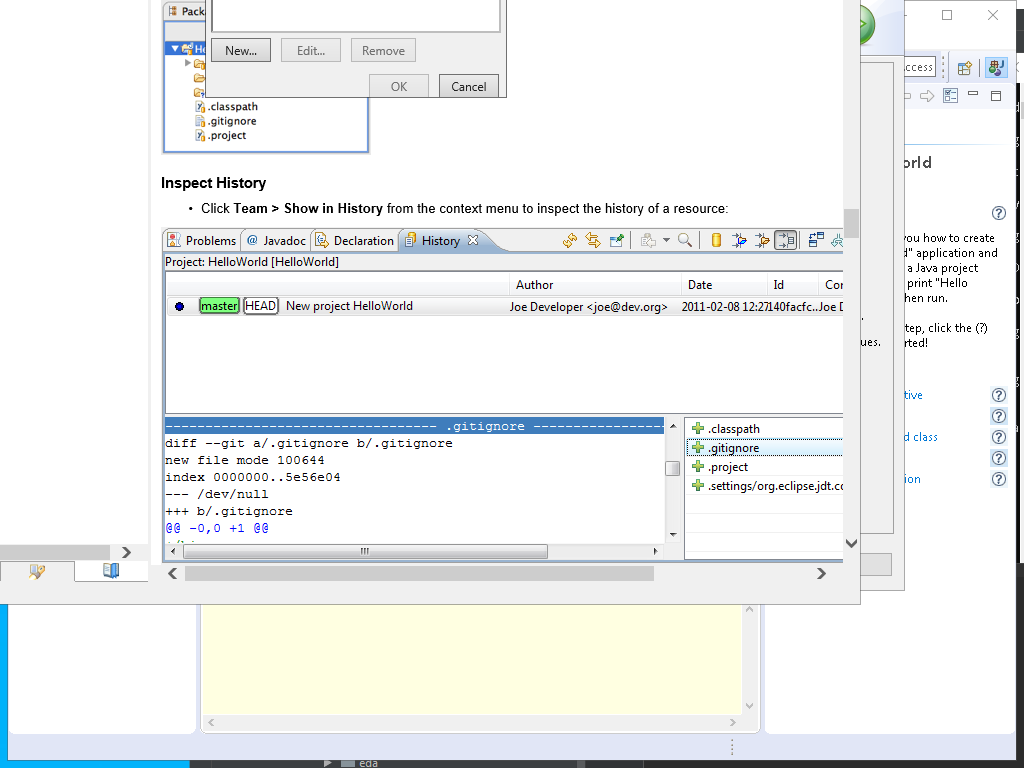 Pack
He
New...
Edit...
Remove
OK
Cancel
.classpath
.gitignore
.project
Inspect History
• Click Team > Show in History from the context menu to inspect the history of a resource:
Problems
@ Javadoc
Declaration
History
Project: HelloWorld [HelloWorld]
Author
Date
Id
Cor
master
HEAD
New project HelloWorld
Joe Developer <joe@dev.org>
2011-02-08 12:27
140facfc...
Joe D
.gitignore
diff --git a/.gitignore b/.gitignore
new file mode 100644
index 0000000..5e56e04
--- /dev/null
+++ b/.gitignore
@@ -0,0 +1 @@
.classpath
.gitignore
.project
.settings/org.eclipse.jdt.co
ues.
ccess
orld
you how to create
d" application and
a Java project
print "Hello
hen run.
tep, click the (?)
rted!
tive
d class
ion
eda